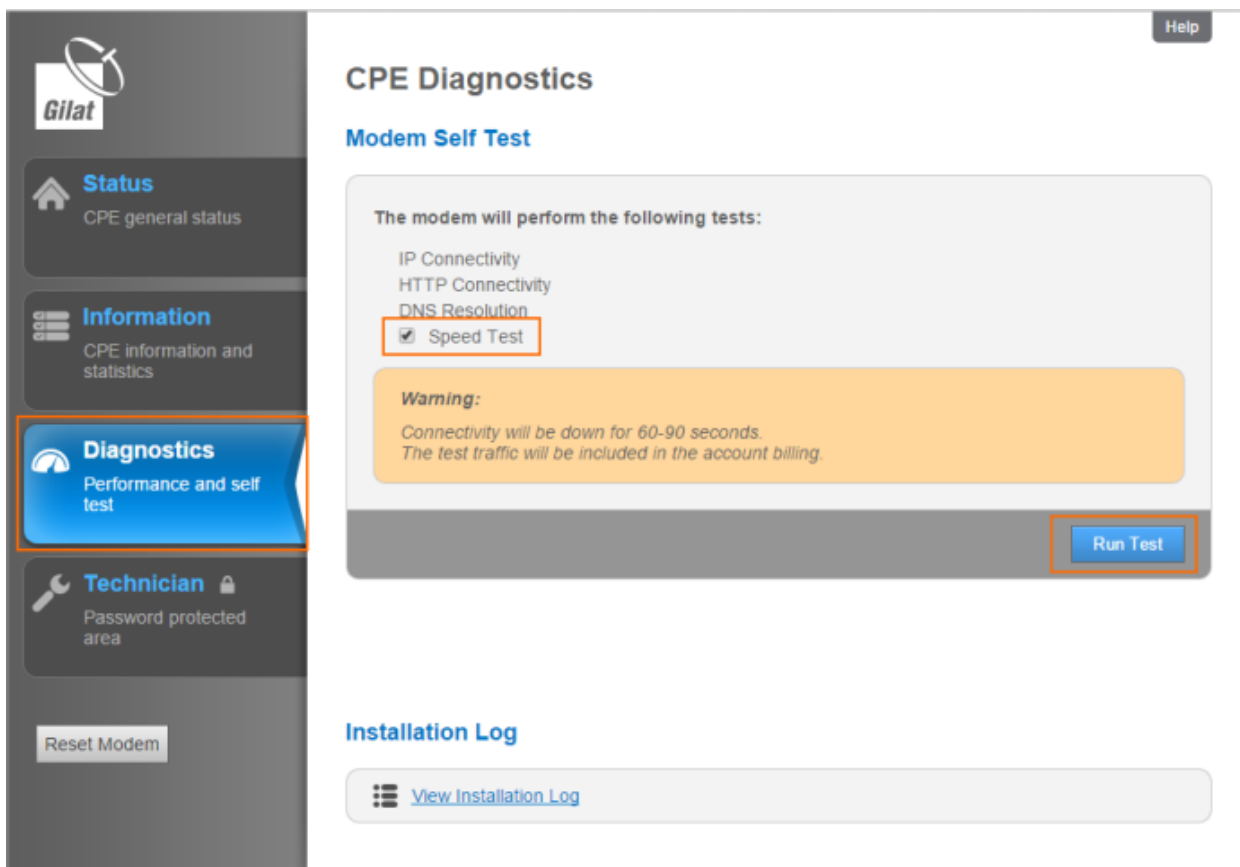 Help
Gilat
CPE Diagnostics
Modem Self Test
Status
CPE general status
Information
CPE information and
statistics
Diagnostics
Performance and self
test
Technician
Password protected
area
Reset Modem
The modem will perform the following tests:
IP Connectivity
HTTP Connectivity
DNS Resolution
Speed Test
Warning:
Connectivity will be down for 60-90 seconds.
The test traffic will be included in the account billing.
Run Test
Installation Log
View Installation Log